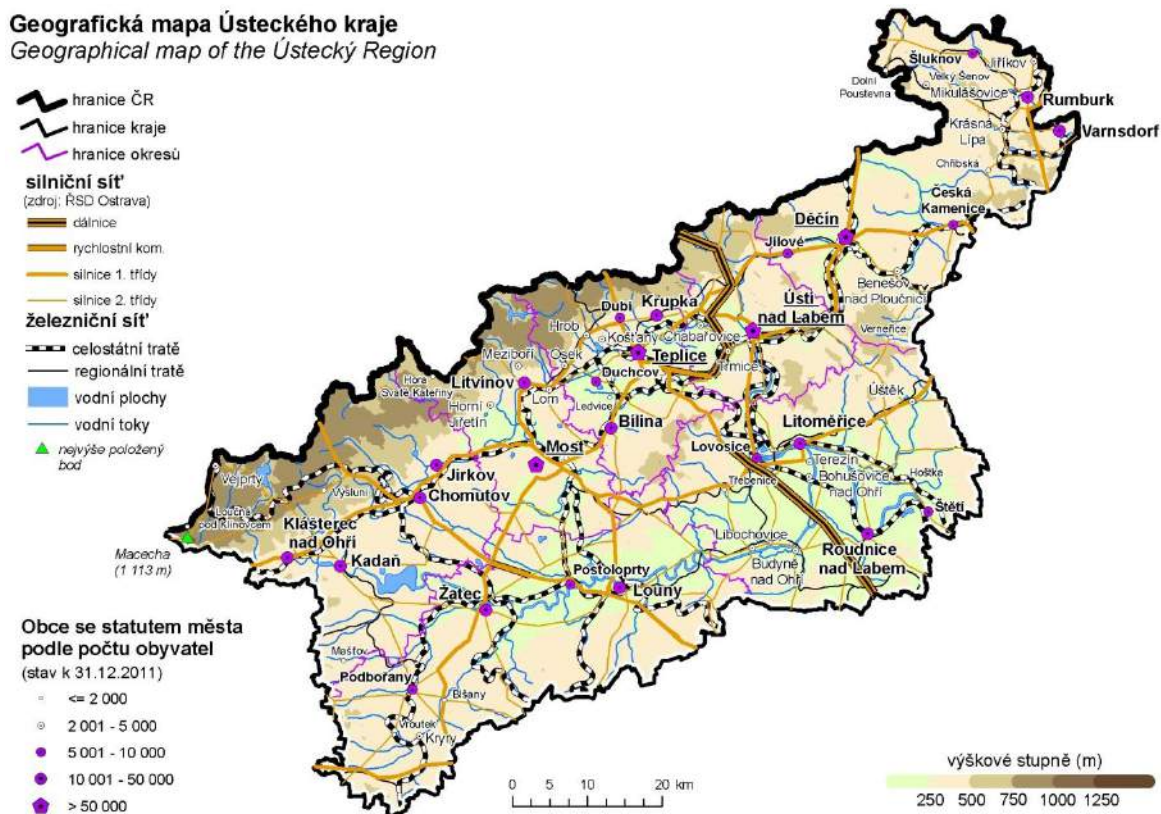 Geografická mapa Ústeckého kraje
Geographical map of the Ústecký Region
hranice ČR
hranice kraje
hranice okresů
silniční síť
(zdroj: ŘSD Ostrava)
dálnice
rychlostní kom.
silnice 1. třídy
silnice 2. třídy
železniční síť
celostátní tratě
regionální tratě
vodní plochy
vodní toky
nejvýše položený
bod
Obce se statutem města
podle počtu obyvatel
(stav k 31.12.2011)
<= 2 000
2 001 - 5 000
5 001 - 10 000
10 001 - 50 000
> 50 000
Šluknov
Jiříkov
Velký Šenov
Dolní
Poustevna
Mikulášovice
Rumburk
Krásná
Lípa
Varnsdorf
Chřibská
Česká
Kamenice
Děčín
Jílové
Benešov
nad Ploučnicí
Ústí
nad Labem
Verneřice
Krupka
Dubí
Hrob
Košťany
Chabařovice
Meziboří
Osek
Teplice
Trmice
Duchcov
Hora
Svaté Kateřiny
Litvínov
Lom
Ledvice
Úštěk
Horní
Jiřetín
Bílina
Litoměřice
Most
Lovosice
Terezín
Bohušovice
nad Ohří
Hoštka
Jirkov
Vejprty
Výsluní
Chomutov
Třebenice
Štětí
Loučná
pod Klínovcem
Klášterec
nad Ohří
Libochovice
Macecha
(1 113 m)
Kadaň
Budyně
nad Ohří
Roudnice
nad Labem
Postoloprty
Louny
Žatec
Mašťov
Podbořany
Blšany
Vroutek
Kryry
0 5 10 20 km
výškové stupně (m)
250 500 750 1000 1250